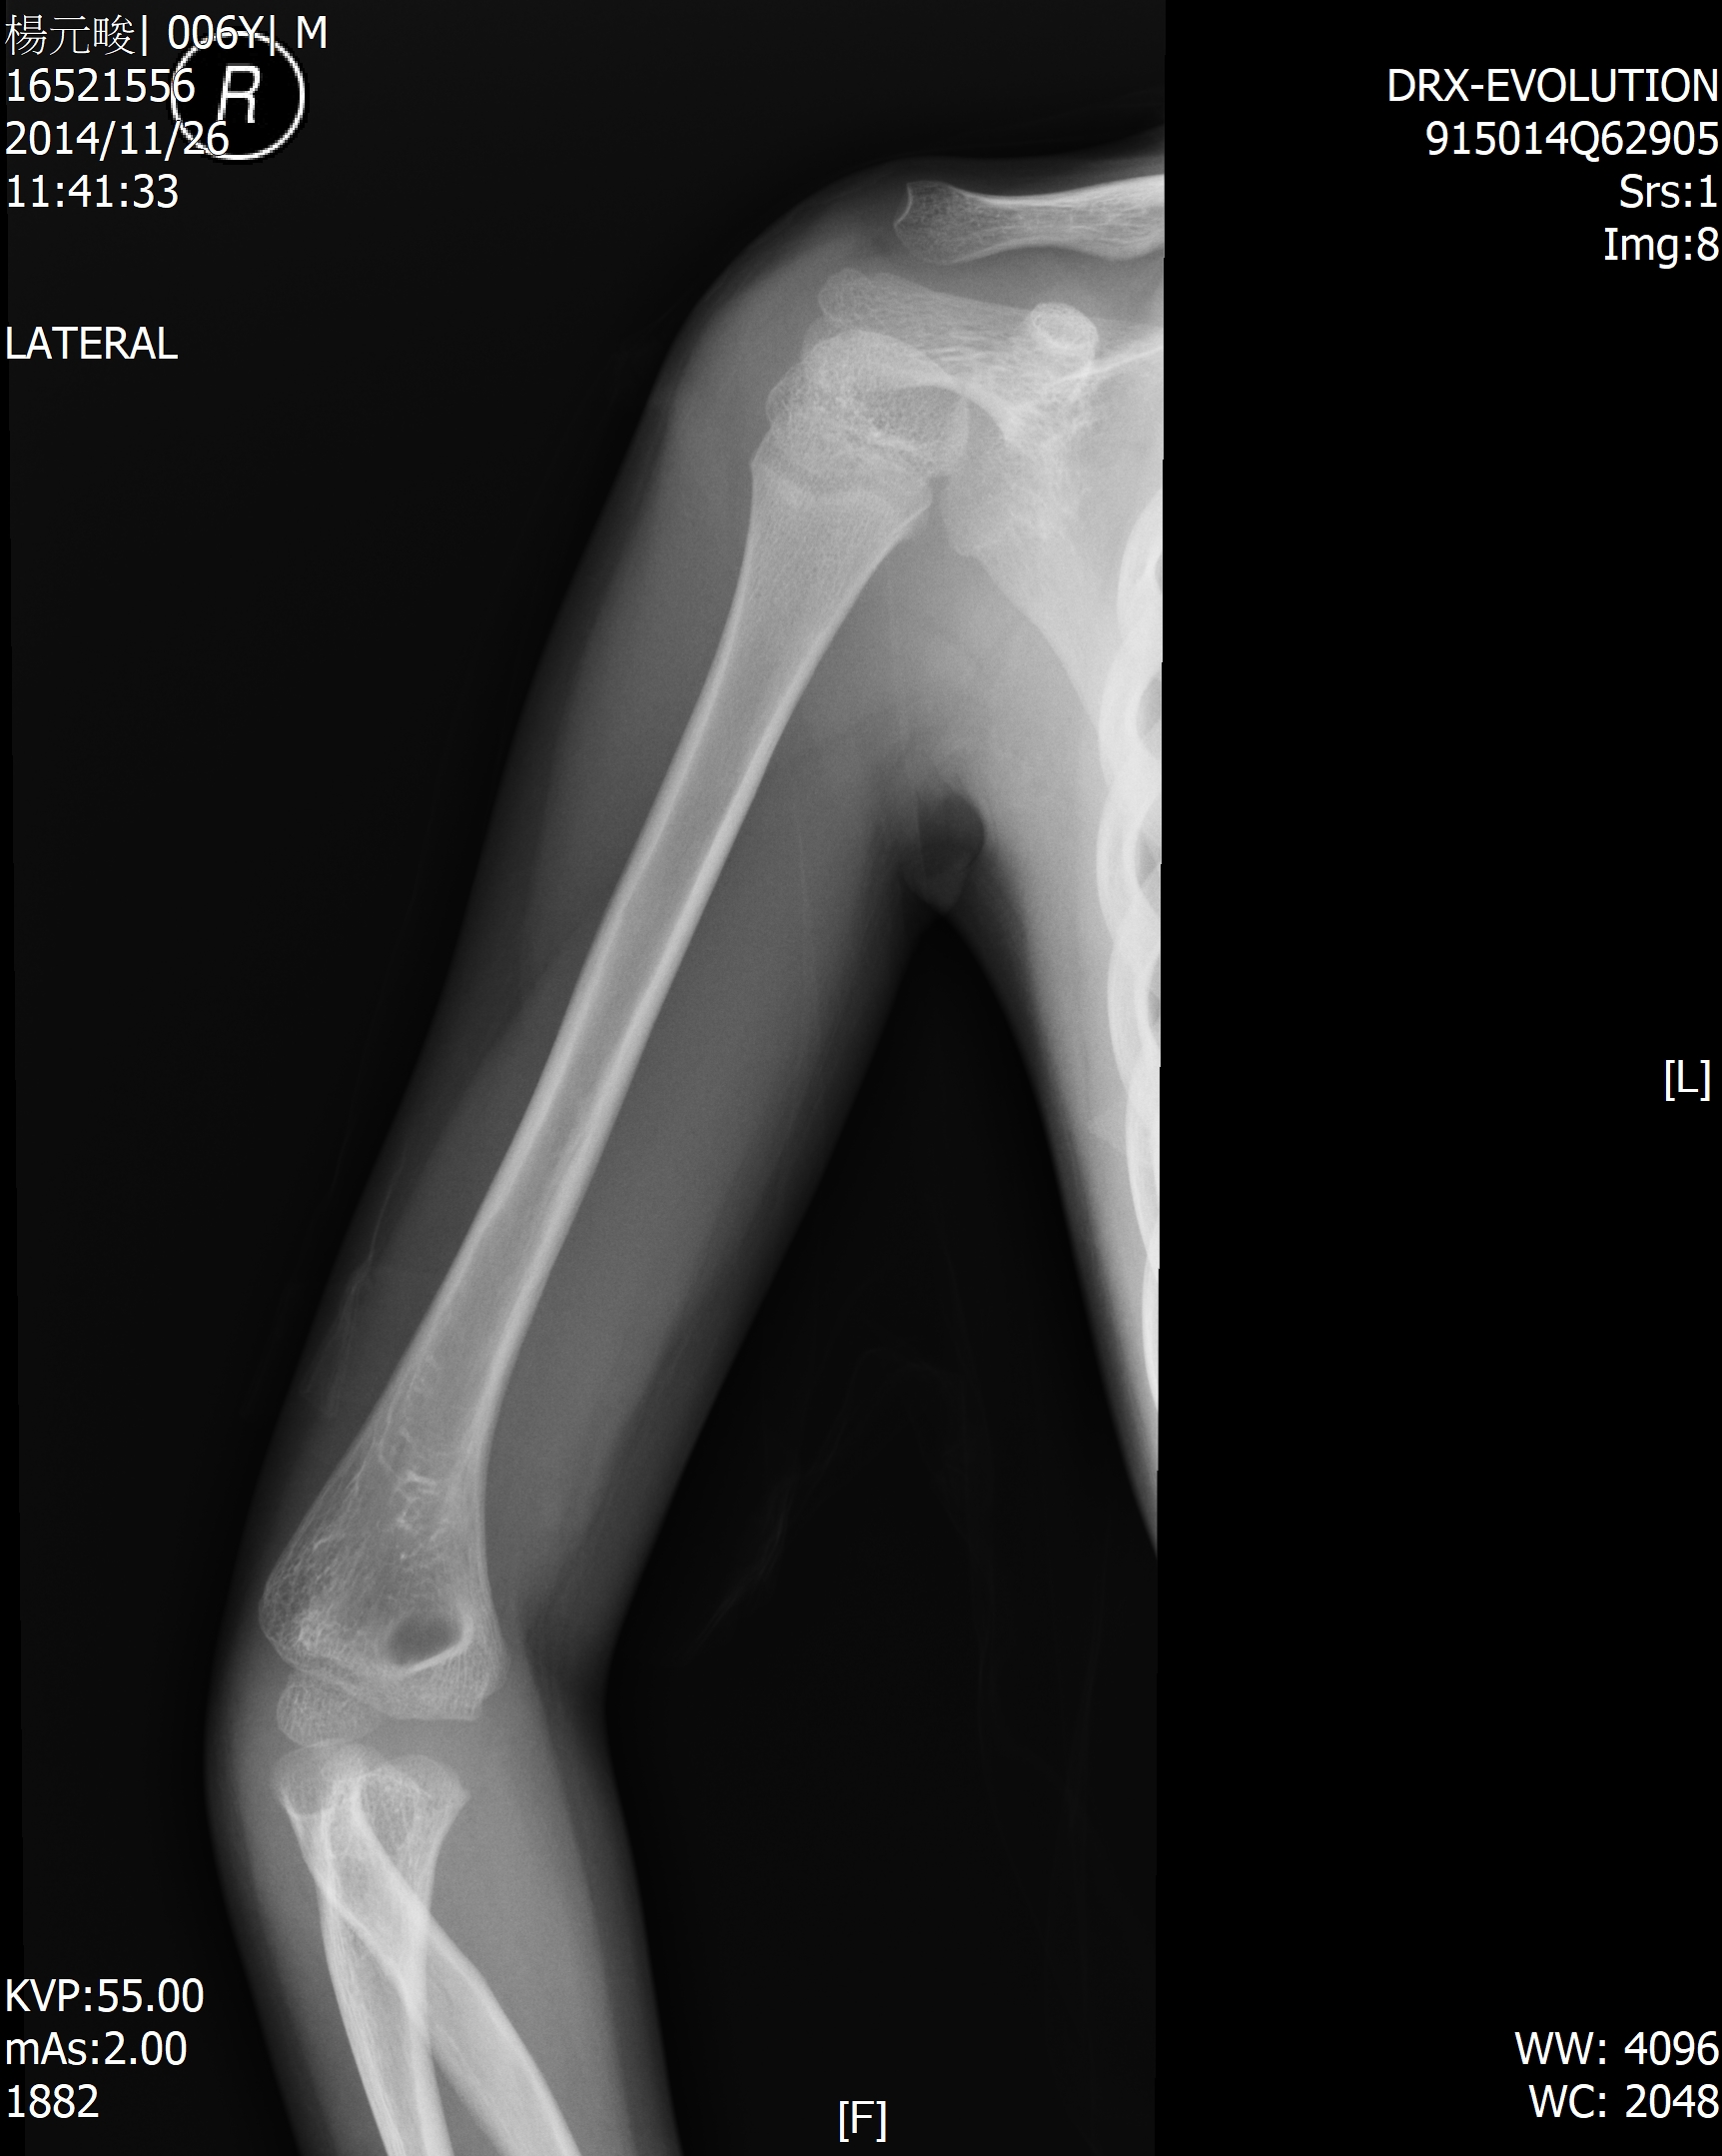 楊元畯| 006Y| M
16521556
R
2014/11/26
11:41:33
LATERAL
DRX-EVOLUTION
915014Q62905
Srs:1
Img:8
[L]
KVP:55.00
mAs:2.00
1882
[F]
WW: 4096
WC: 2048